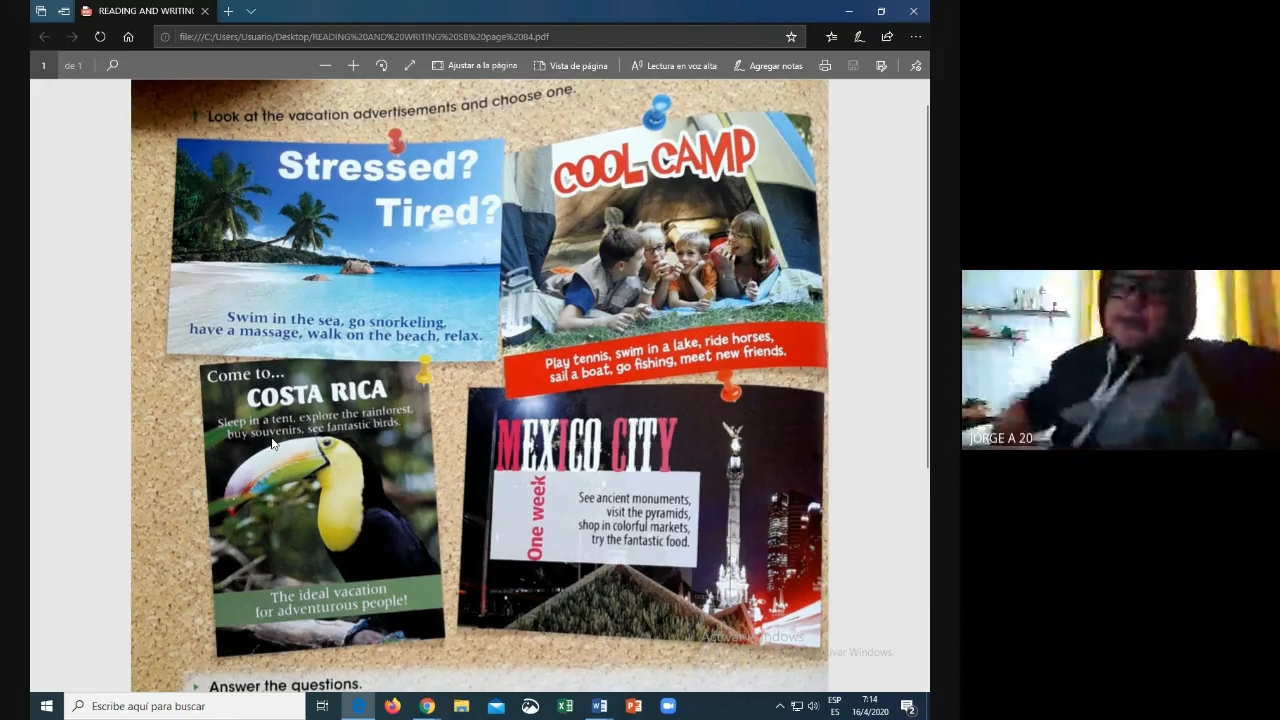 READING AND WRITING
file:///C:/Users/Usuario/Desktop/READING%20AND%20WRITING%20SB%20page%2084.pdf
1 de 1
Ajustar a la página
Vista de página
Lectura en voz alta
Agregar notas
Look at the vacation advertisements and choose one.
Stressed?
Tired?
Swim in the sea, go snorkeling,
have a massage, walk on the beach, relax.
COOL CAMP
Play tennis, swim in a lake, ride horses,
sail a boat, go fishing, meet new friends.
Come to...
COSTA RICA
Sleep in a tent, explore the rainforest,
buy souvenirs, see fantastic birds.
The ideal vacation
for adventurous people!
MEXICO CITY
One week
See ancient monuments,
visit the pyramids,
shop in colorful markets,
try the fantastic food.
Answer the questions.
Activar Windows
JORGE A 20
Escribe aquí para buscar
ESP
ES
7:14
16/4/2020
2